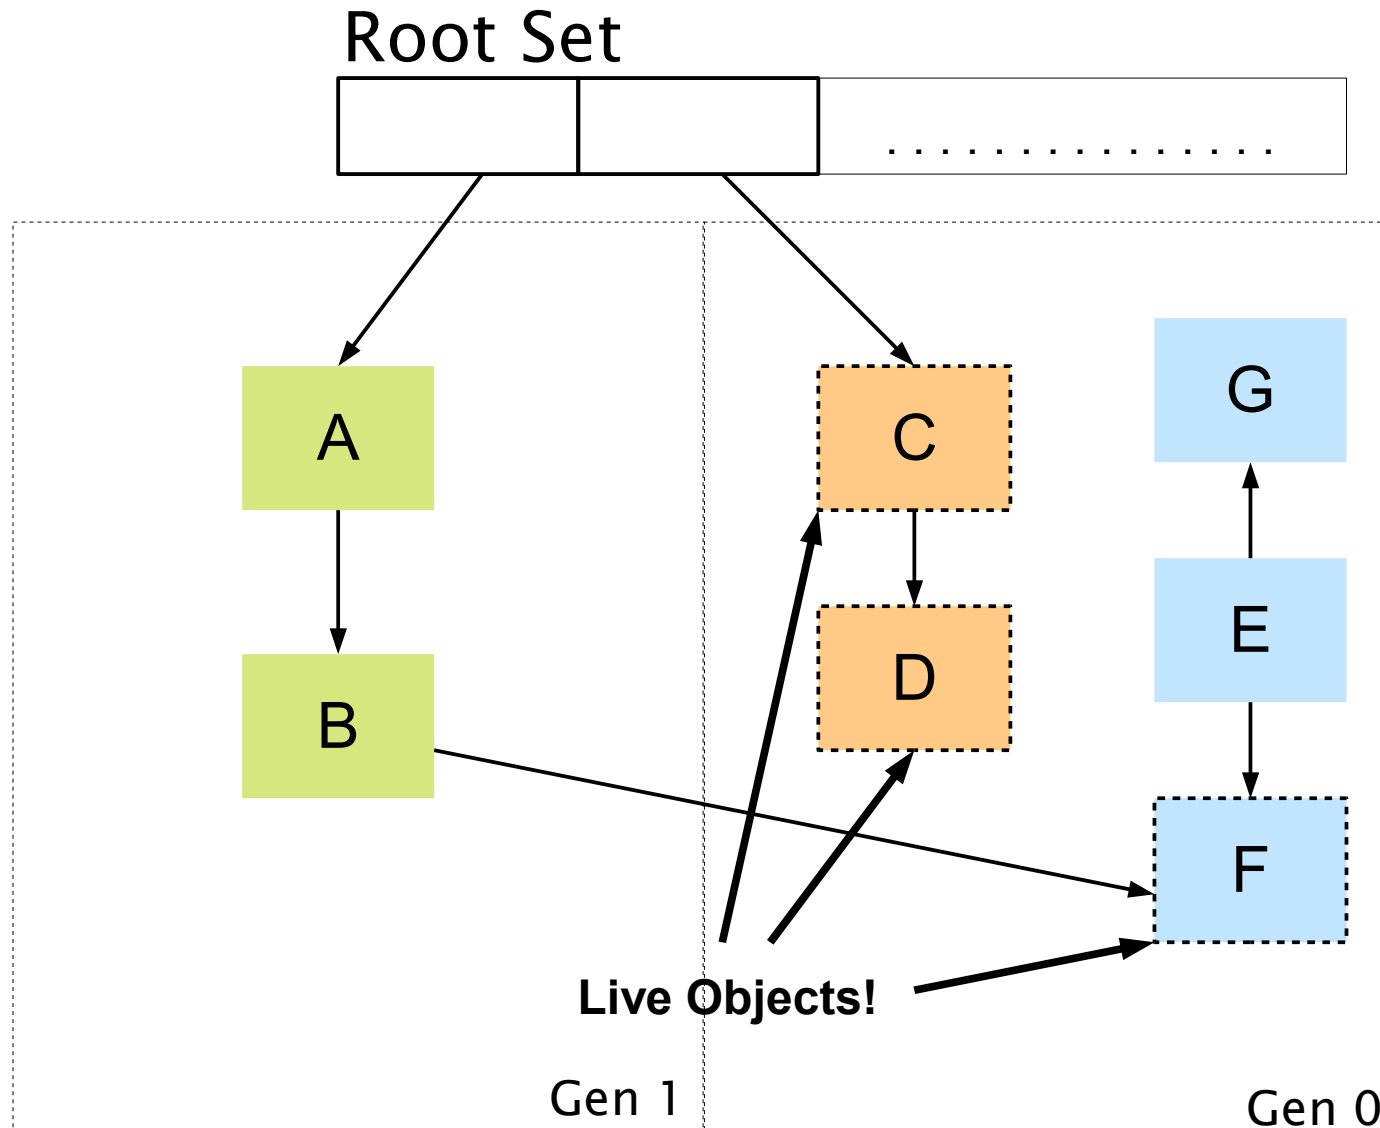 Root Set
. . . . . . . . . . . . . . .
A
C
G
B
D
E
F
Live Objects!
Gen 1
Gen 0